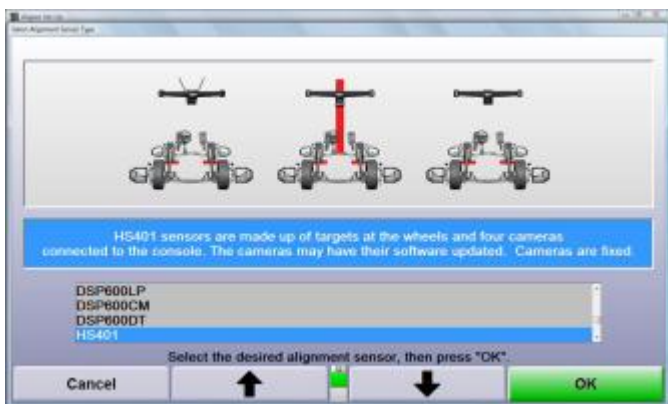 Select Alignment Sensor Type
HS401 sensors are made up of targets at the wheels and four cameras
connected to the console. The cameras may have their software updated. Cameras are fixed.
DSP600LP
DSP600CM
DSP600DT
HS401
Select the desired alignment sensor, then press "OK".
Cancel
OK